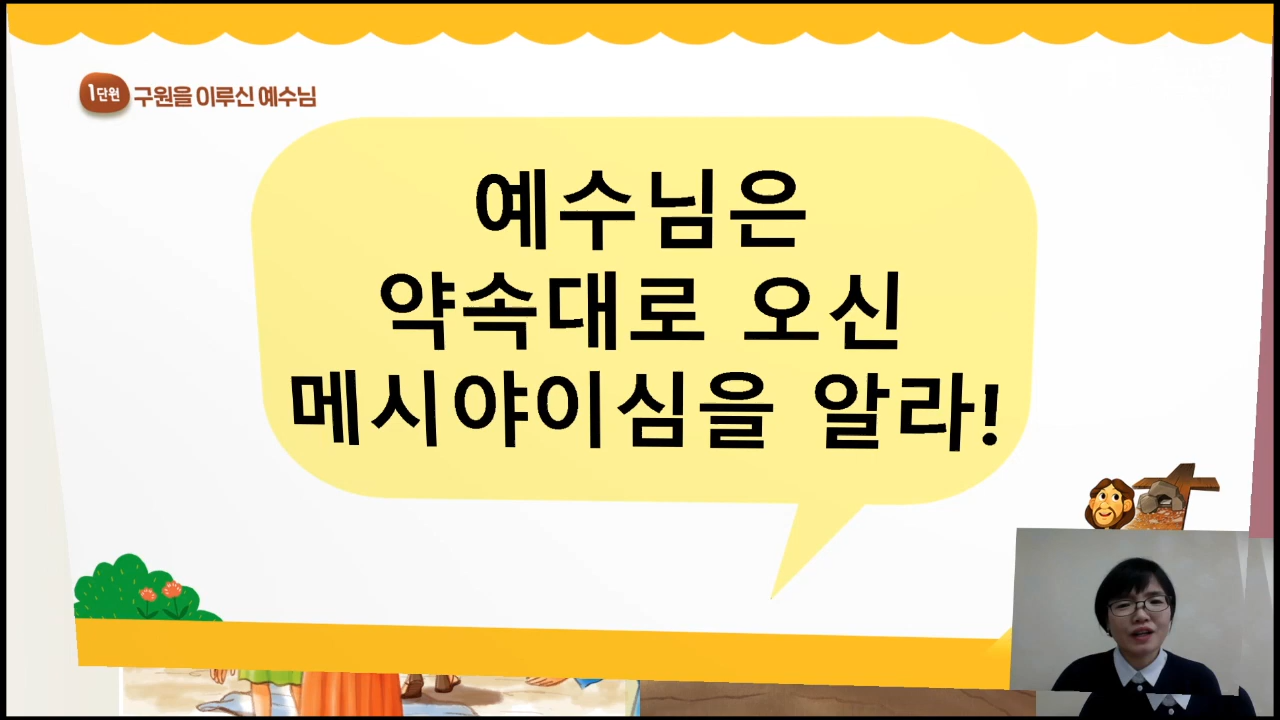 1단원 구원을 이루신 예수님
예수님은
약속대로 오신
메시야이심을 알라!